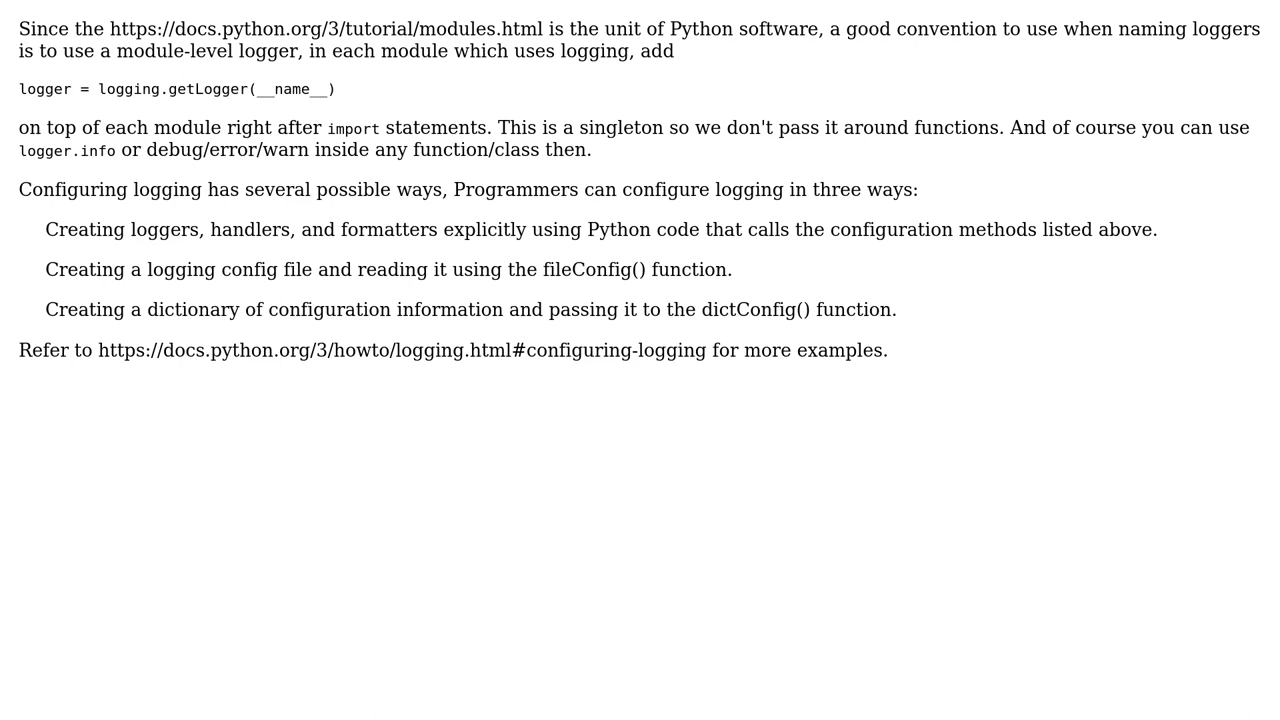 Since the https://docs.python.org/3/tutorial/modules.html is the unit of Python software, a good convention to use when naming loggers
is to use a module-level logger, in each module which uses logging, add
logger = logging.getLogger(__name__)
on top of each module right after import statements. This is a singleton so we don't pass it around functions. And of course you can use
logger.info or debug/error/warn inside any function/class then.
Configuring logging has several possible ways, Programmers can configure logging in three ways:
Creating loggers, handlers, and formatters explicitly using Python code that calls the configuration methods listed above.
Creating a logging config file and reading it using the fileConfig() function.
Creating a dictionary of configuration information and passing it to the dictConfig() function.
Refer to https://docs.python.org/3/howto/logging.html#configuring-logging for more examples.